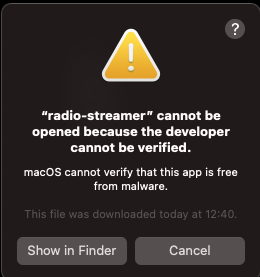 ?
“radio-streamer” cannot be
opened because the developer
cannot be verified.
macOS cannot verify that this app is free
from malware.
This file was downloaded today at 12:40.
Show in Finder
Cancel